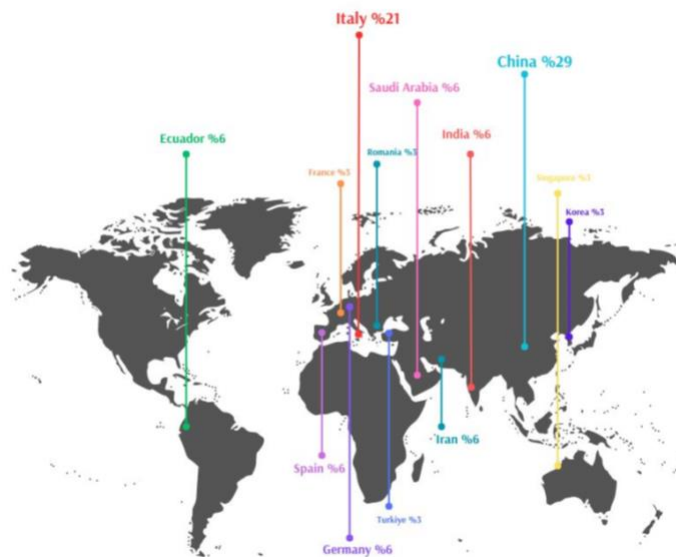 Italy %21
China %29
Saudi Arabia %6
India %6
Ecuador %6
Romania %3
France %3
Singapore %3
Korea %3
Iran %6
Spain %6
Turkiye %3
Germany %6